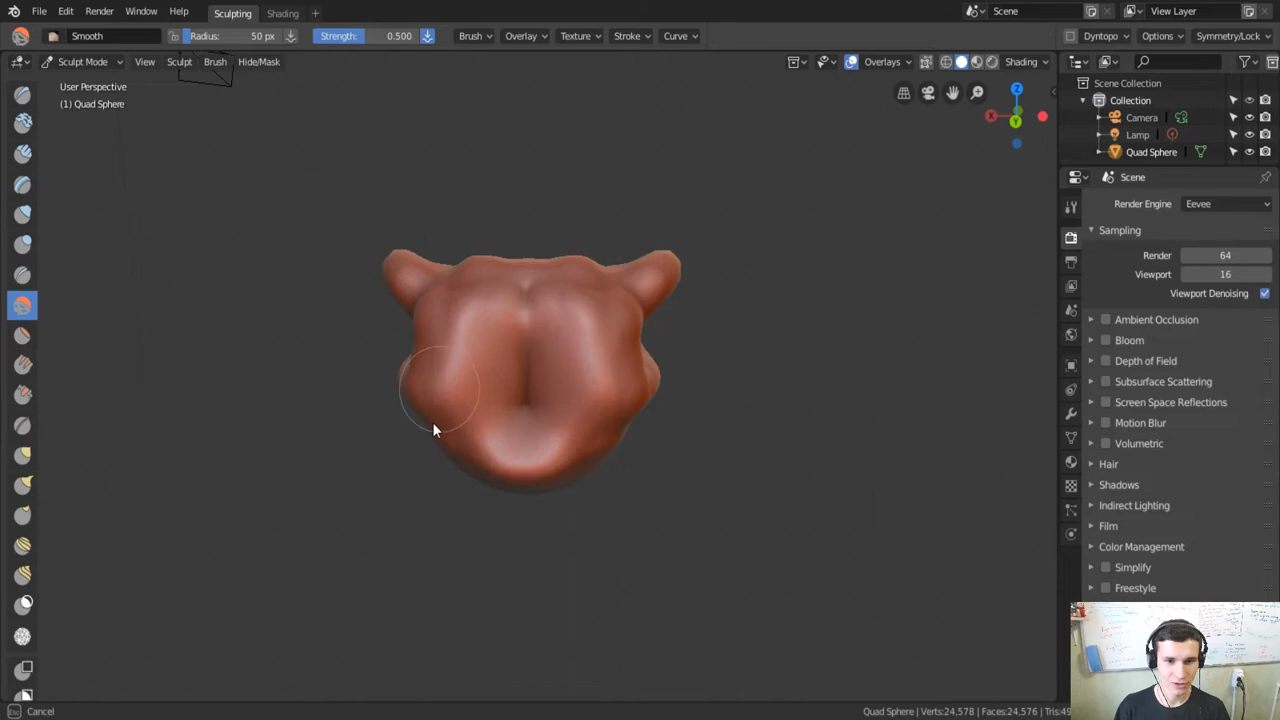 File Edit Render Window Help Sculpting Shading + Scene View Layer
Smooth Radius: 50 px Strength: 0.500 Brush Overlay Texture Stroke Curve Dyntopo Options Symmetry/Lock
Sculpt Mode View Sculpt Brush Hide/Mask Overlays Shading
User Perspective
(1) Quad Sphere
Z
X
Y
Scene Collection
Collection
Camera
Lamp
Quad Sphere
Scene
Render Engine Eevee
Sampling
Render 64
Viewport 16
Viewport Denoising
Ambient Occlusion
Bloom
Depth of Field
Subsurface Scattering
Screen Space Reflections
Motion Blur
Volumetric
Hair
Shadows
Indirect Lighting
Film
Color Management
Simplify
Freestyle
Esc Cancel Quad Sphere | Verts:24,578 | Faces:24,576 | Tris:49